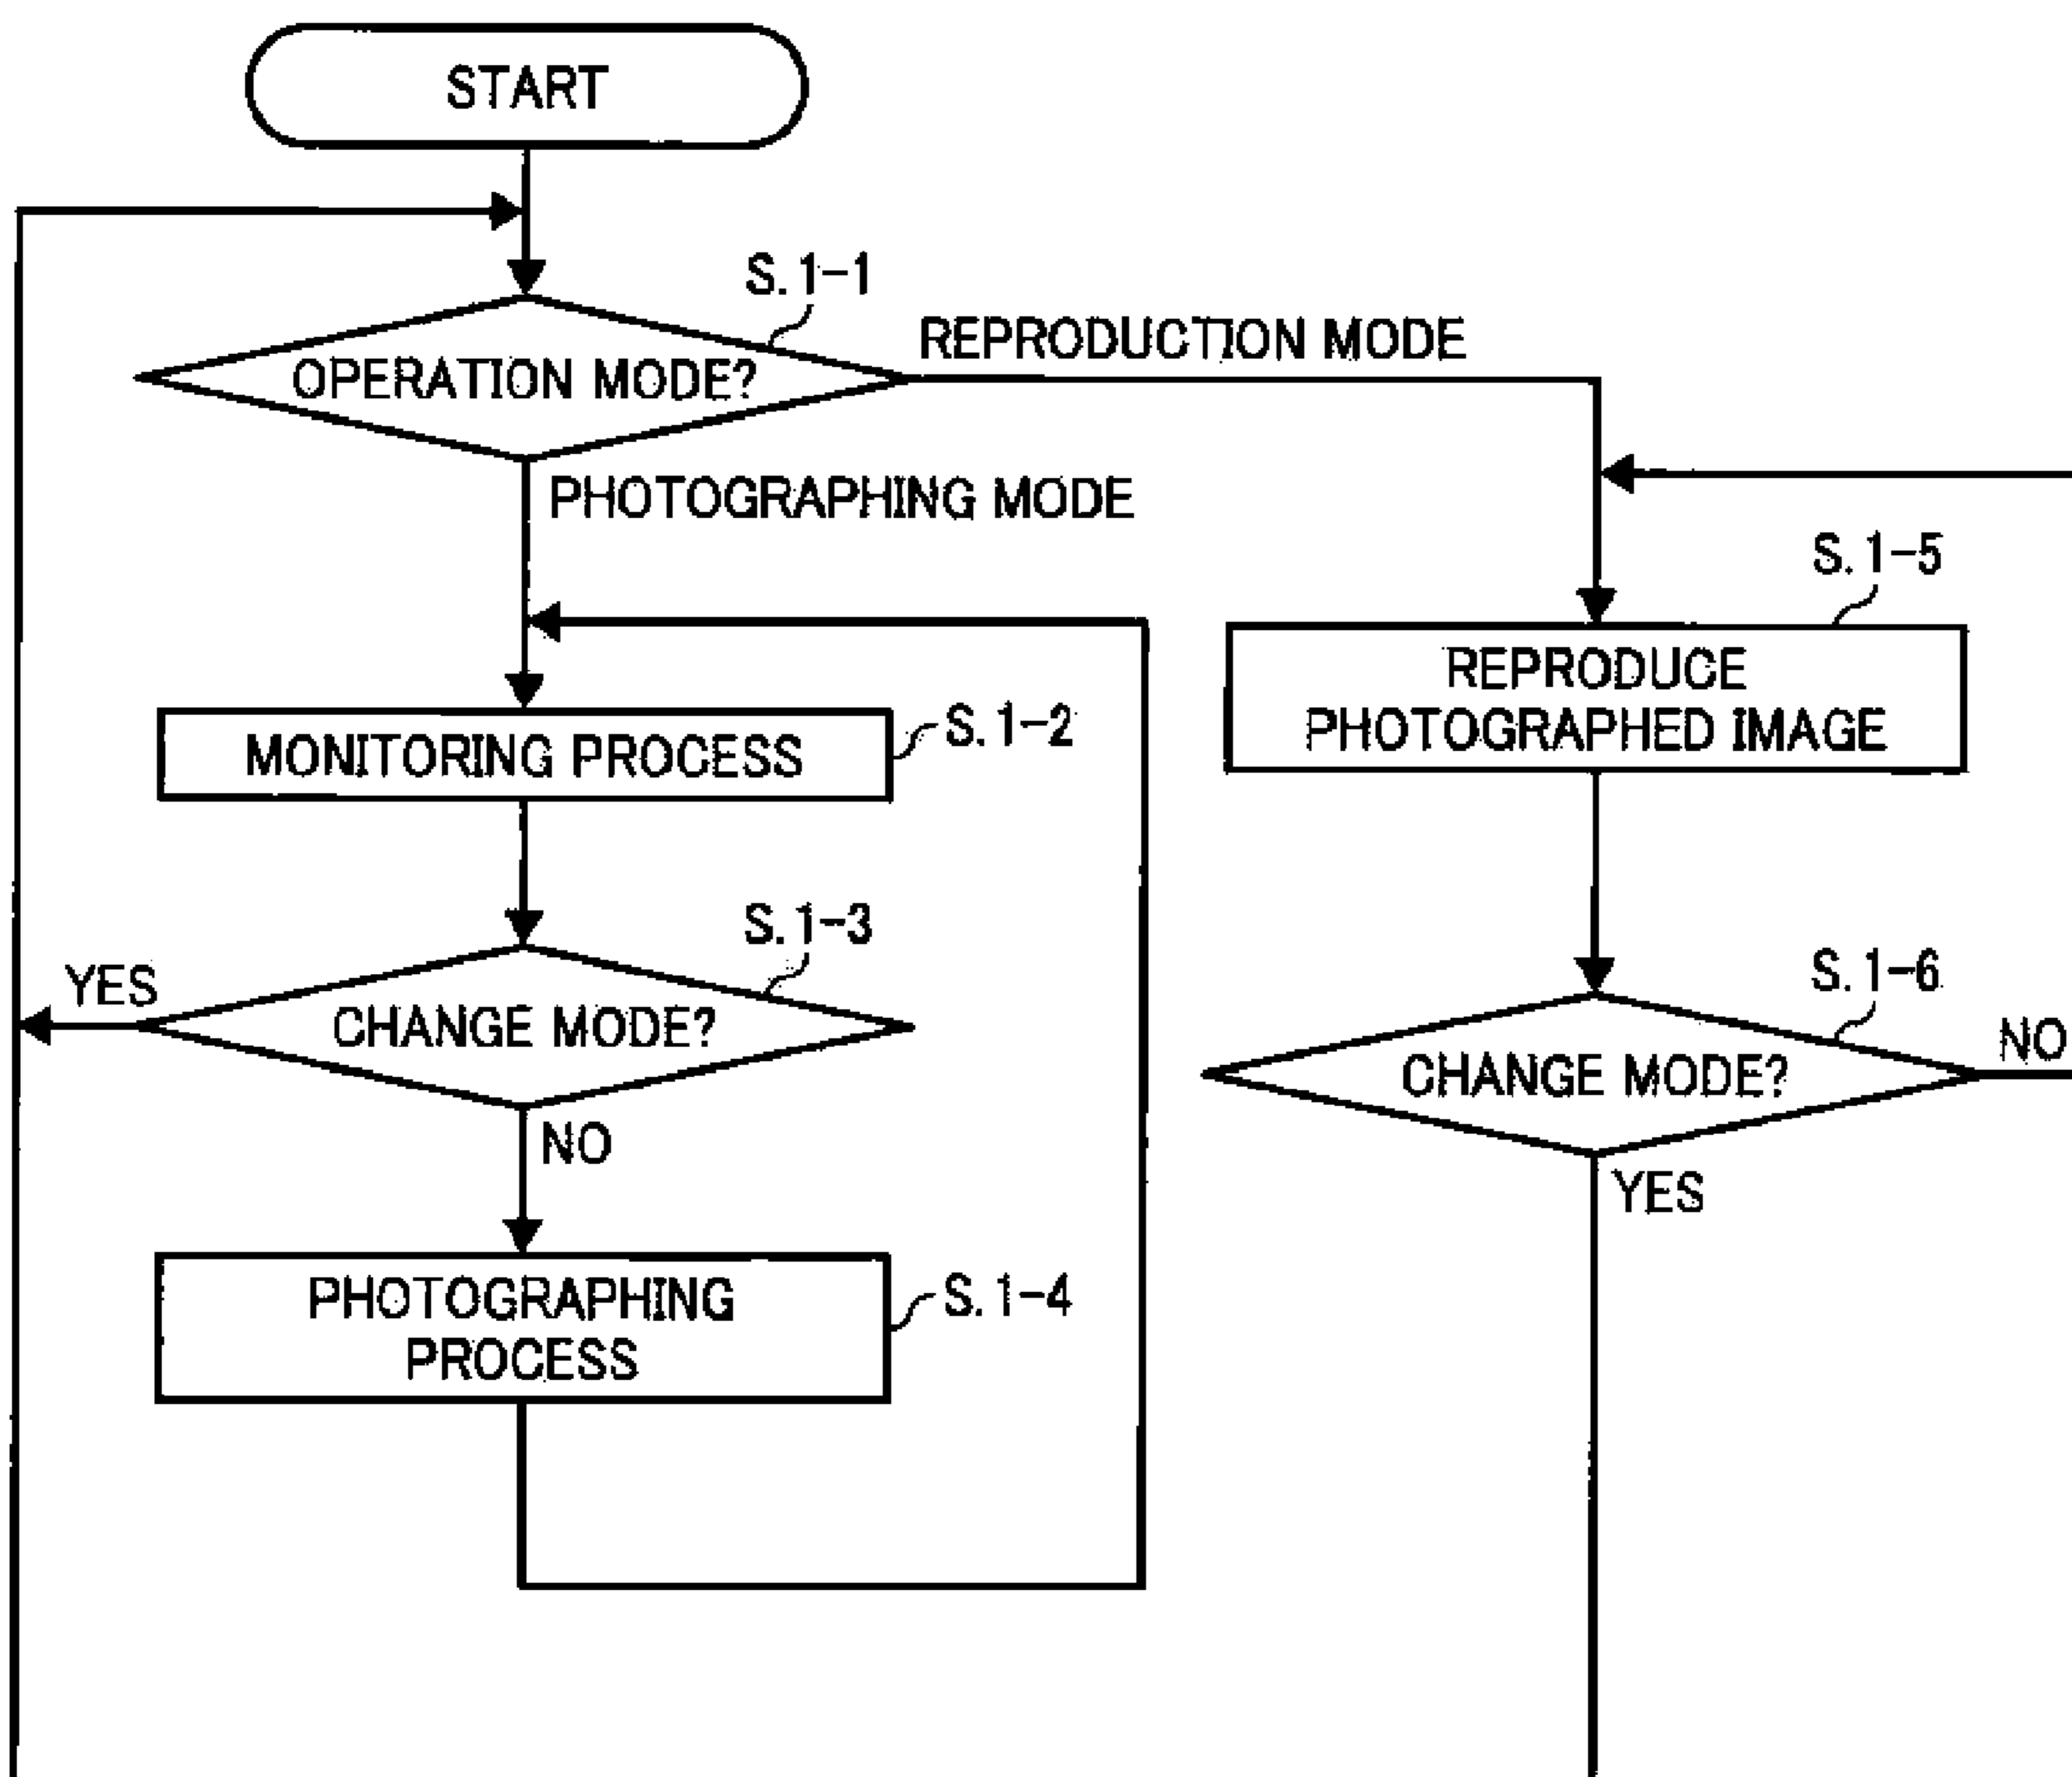 START
S.1-1
OPERATION MODE?
REPRODUCTION MODE
PHOTOGRAPHING MODE
MONITORING PROCESS
S.1-2
S.1-3
CHANGE MODE?
YES
NO
PHOTOGRAPHING
PROCESS
S.1-4
S.1-5
REPRODUCE
PHOTOGRAPHED IMAGE
S.1-6
CHANGE MODE?
NO
YES